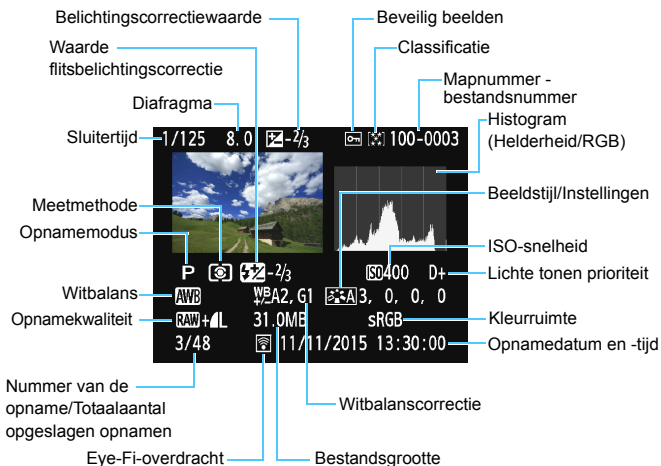 Belichtingscorrectiewaarde
Beveilig beelden
Waarde
flitsbelichtingscorrectie
Classificatie
Mapnummer -
bestandsnummer
Diafragma
Histogram
(Helderheid/RGB)
Sluitertijd
1/125 8.0 -2/3 100-0003
Meetmethode
Beeldstijl/Instellingen
Opnamemodus
ISO-snelheid
P -2/3 ISO400 D+
Lichte tonen prioriteit
Witbalans
AWB WB+/-A2, G1 A3, 0, 0, 0
Opnamekwaliteit
RAW+L 31.0MB sRGB
Kleurruimte
3/48 11/11/2015 13:30:00
Opnamedatum en -tijd
Nummer van de
opname/Totaalaantal
opgeslagen opnamen
Witbalanscorrectie
Eye-Fi-overdracht
Bestandsgrootte